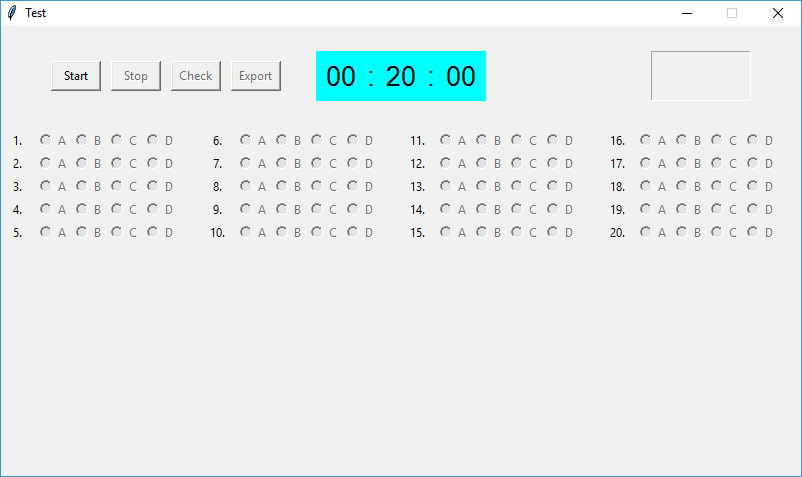 Test
Start Stop Check Export 00 : 20 : 00
1. A B C D 6. A B C D 11. A B C D 16. A B C D
2. A B C D 7. A B C D 12. A B C D 17. A B C D
3. A B C D 8. A B C D 13. A B C D 18. A B C D
4. A B C D 9. A B C D 14. A B C D 19. A B C D
5. A B C D 10. A B C D 15. A B C D 20. A B C D